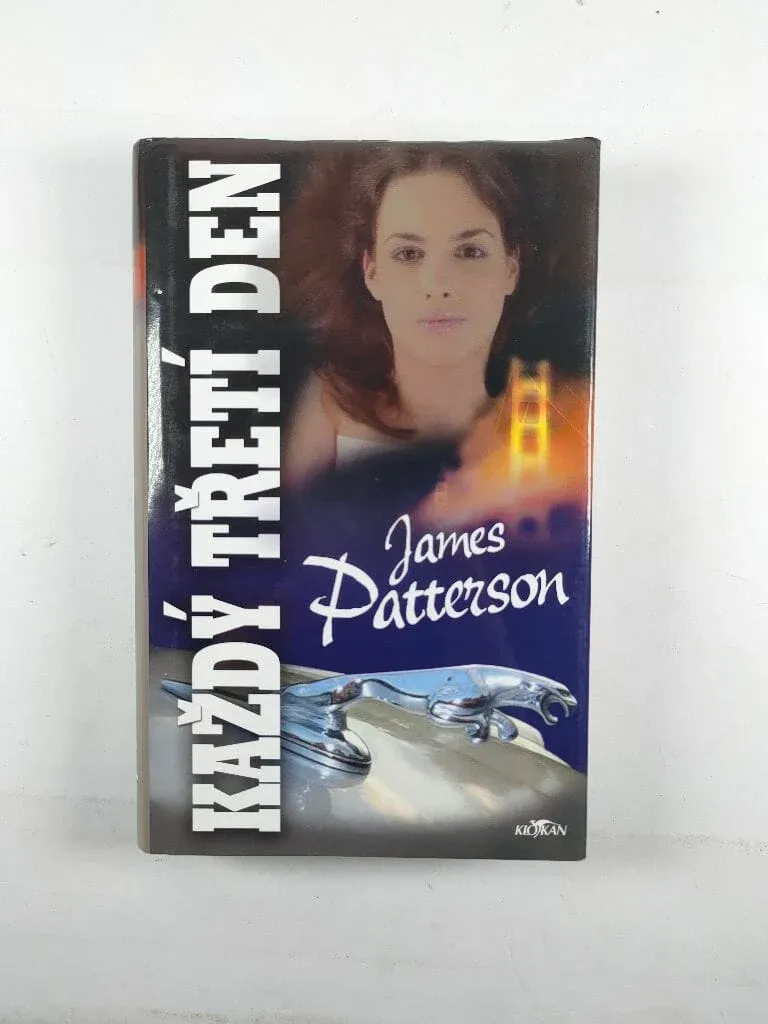 KAŽDÝ TŘETÍ DEN
James
Patterson
KLOKAN